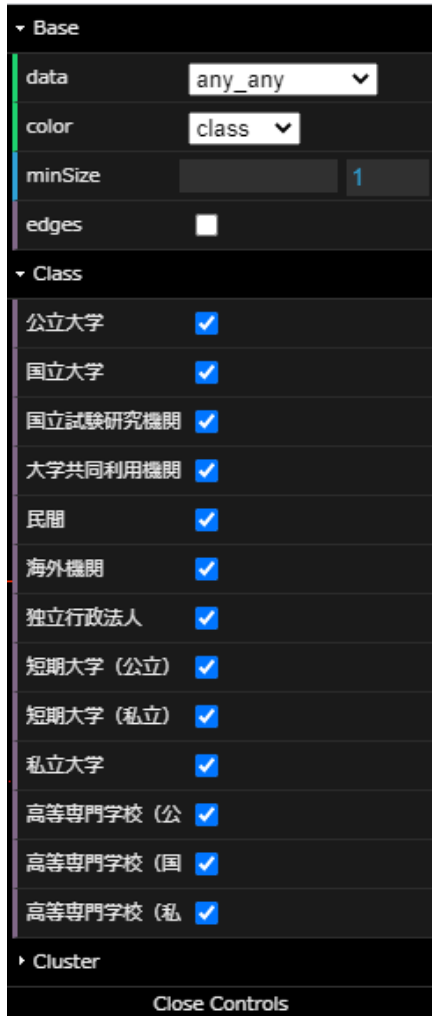 Base
data any_any
color class
minSize 1
edges
Class
公立大学
国立大学
国立試験研究機関
大学共同利用機関
民間
海外機関
独立行政法人
短期大学（公立）
短期大学（私立）
私立大学
高等専門学校（公
高等専門学校（国
高等専門学校（私
Cluster
Close Controls